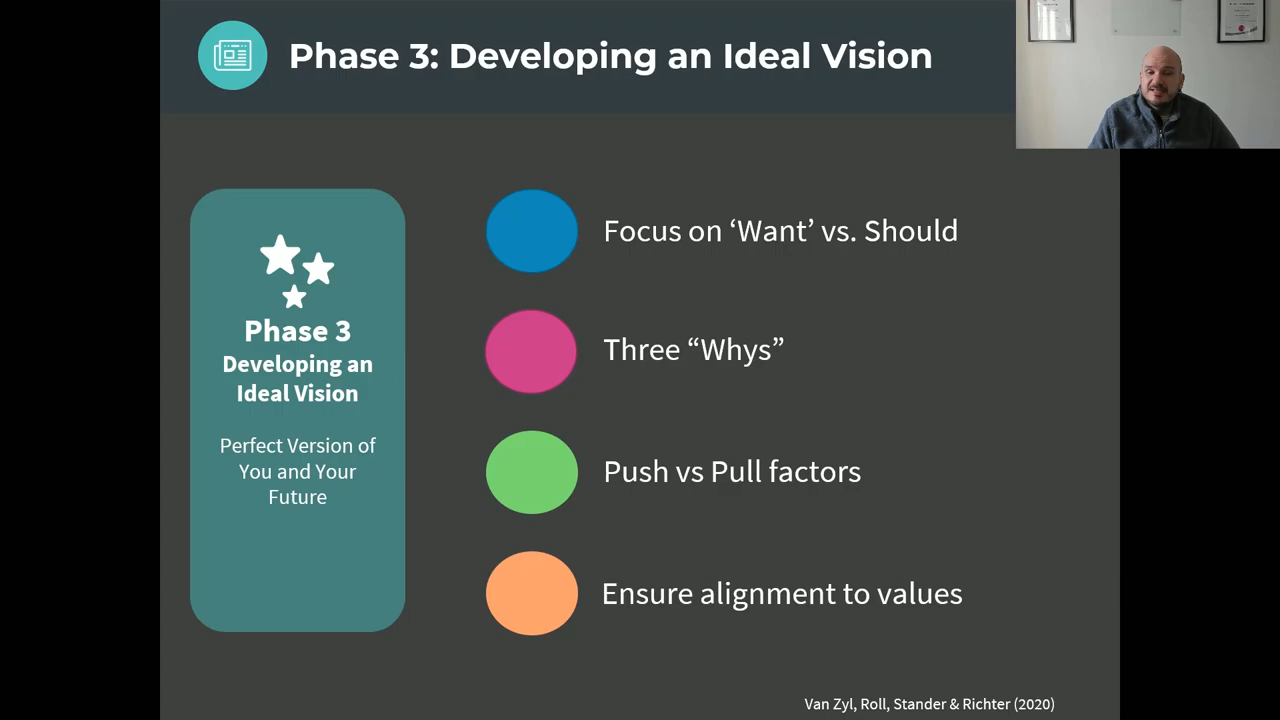 Phase 3: Developing an Ideal Vision
Phase 3
Developing an
Ideal Vision
Perfect Version of
You and Your
Future
Focus on ‘Want’ vs. Should
Three “Whys”
Push vs Pull factors
Ensure alignment to values
Van Zyl, Roll, Stander & Richter (2020)